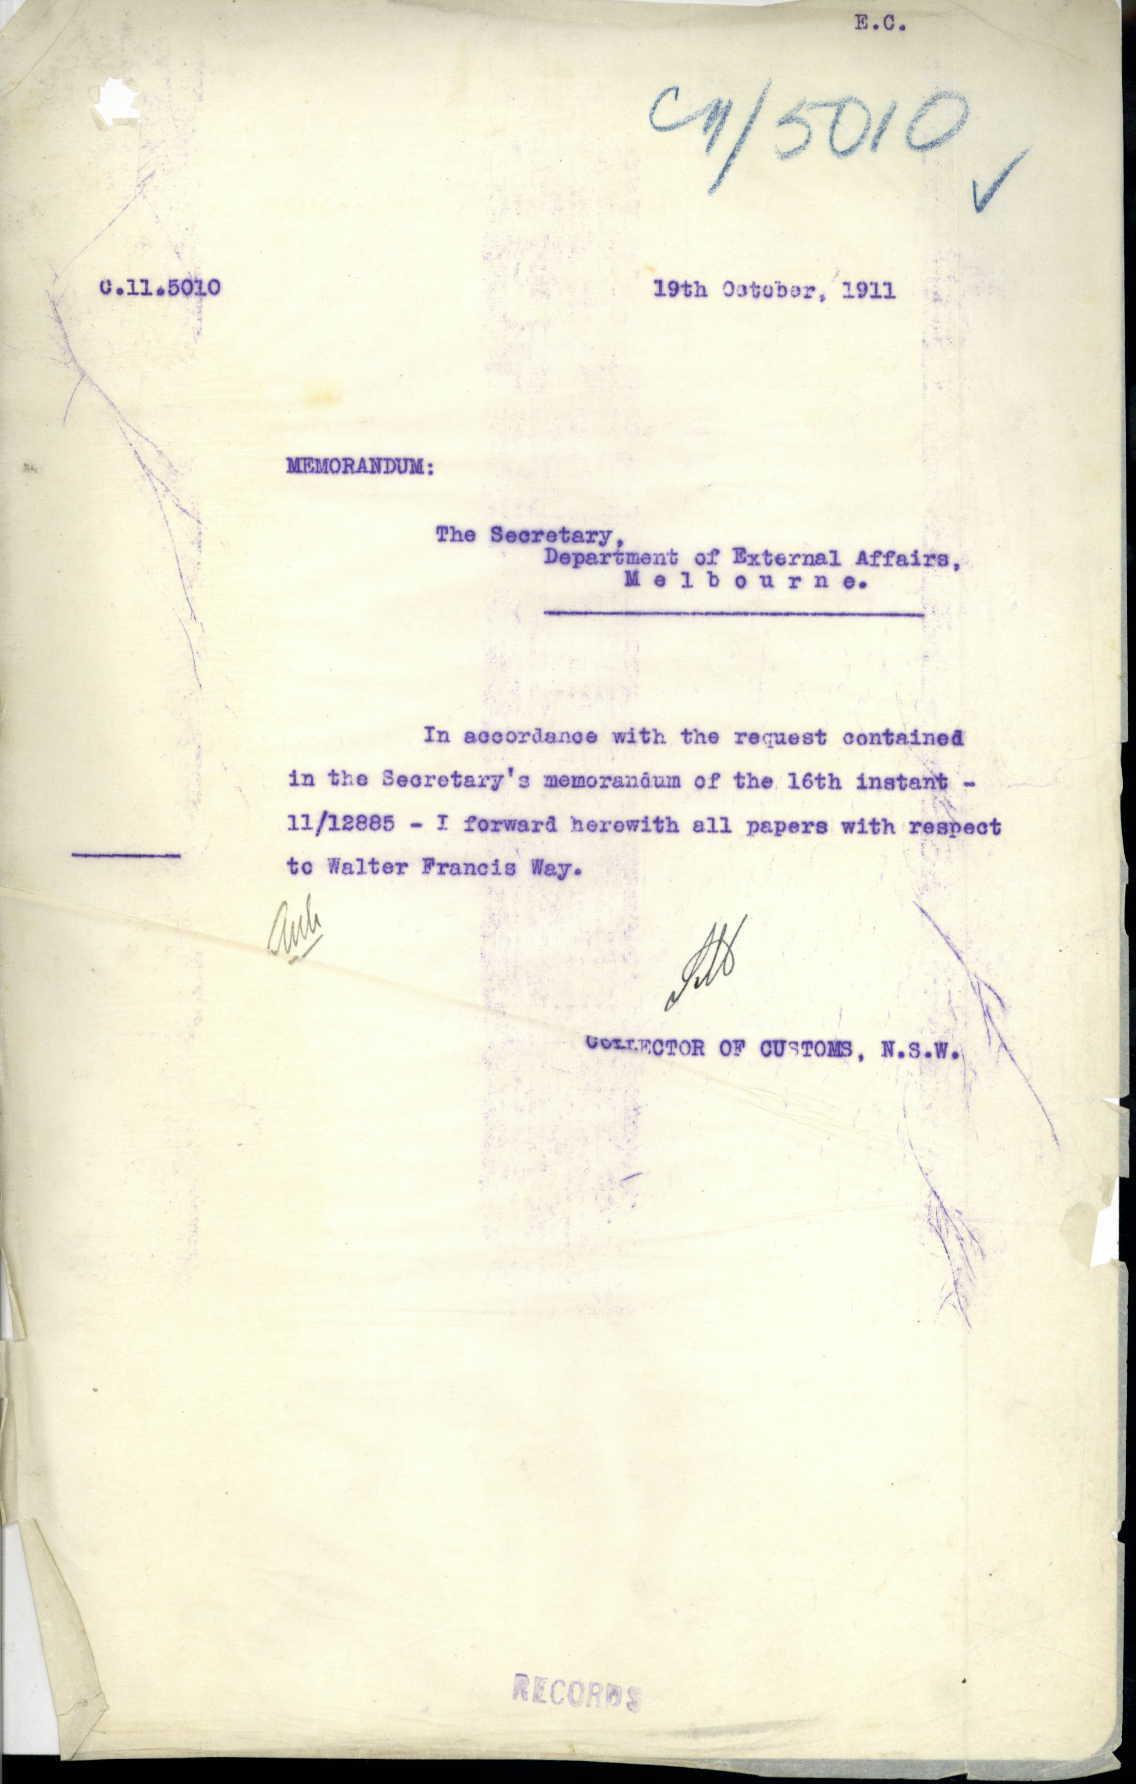 E.C.
C11/5010 ✓
C.11.5010
19th October, 1911
MEMORANDUM:
The Secretary,
Department of External Affairs,
Melbourne.
In accordance with the request contained
in the Secretary's memorandum of the 16th instant -
11/12885 - I forward herewith all papers with respect
to Walter Francis Way.
COLLECTOR OF CUSTOMS, N.S.W.
RECORDS